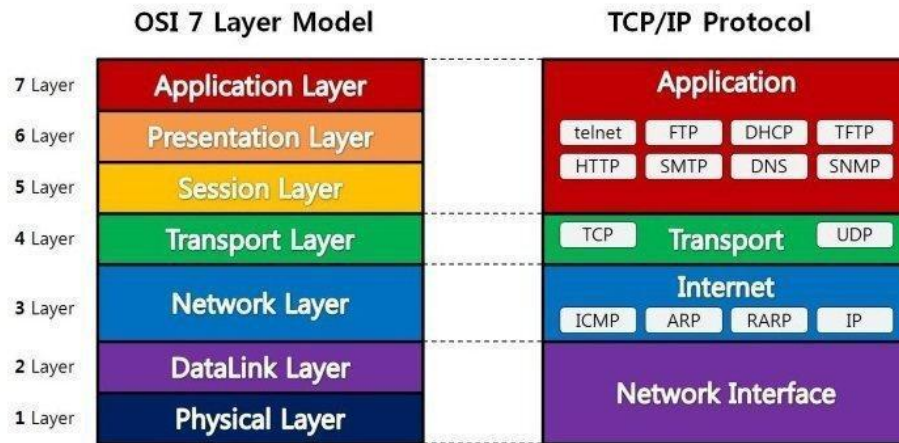 OSI 7 Layer Model
TCP/IP Protocol
7 Layer
Application Layer
6 Layer
Presentation Layer
5 Layer
Session Layer
4 Layer
Transport Layer
3 Layer
Network Layer
2 Layer
DataLink Layer
1 Layer
Physical Layer
Application
telnet FTP DHCP TFTP
HTTP SMTP DNS SNMP
TCP Transport UDP
Internet
ICMP ARP RARP IP
Network Interface